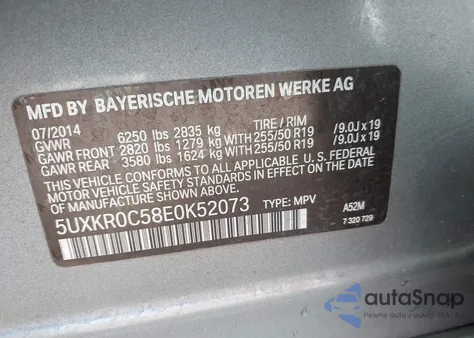 MFD BY BAYERISCHE MOTOREN WERKE AG
07/2014 TIRE / RIM
GVWR 6250 lbs 2835 kg
GAWR FRONT 2820 lbs 1279 kg WITH 255/50 R19 /9.0J x 19
GAWR REAR 3580 lbs 1624 kg WITH 255/50 R19 /9.0J x 19
THIS VEHICLE CONFORMS TO ALL APPLICABLE U.S. FEDERAL
MOTOR VEHICLE SAFETY STANDARDS IN EFFECT ON THE
DATE OF MANUFACTURE SHOWN ABOVE.
5UXKR0C58E0K52073 TYPE: MPV A52M
7 320 729
autoSnap